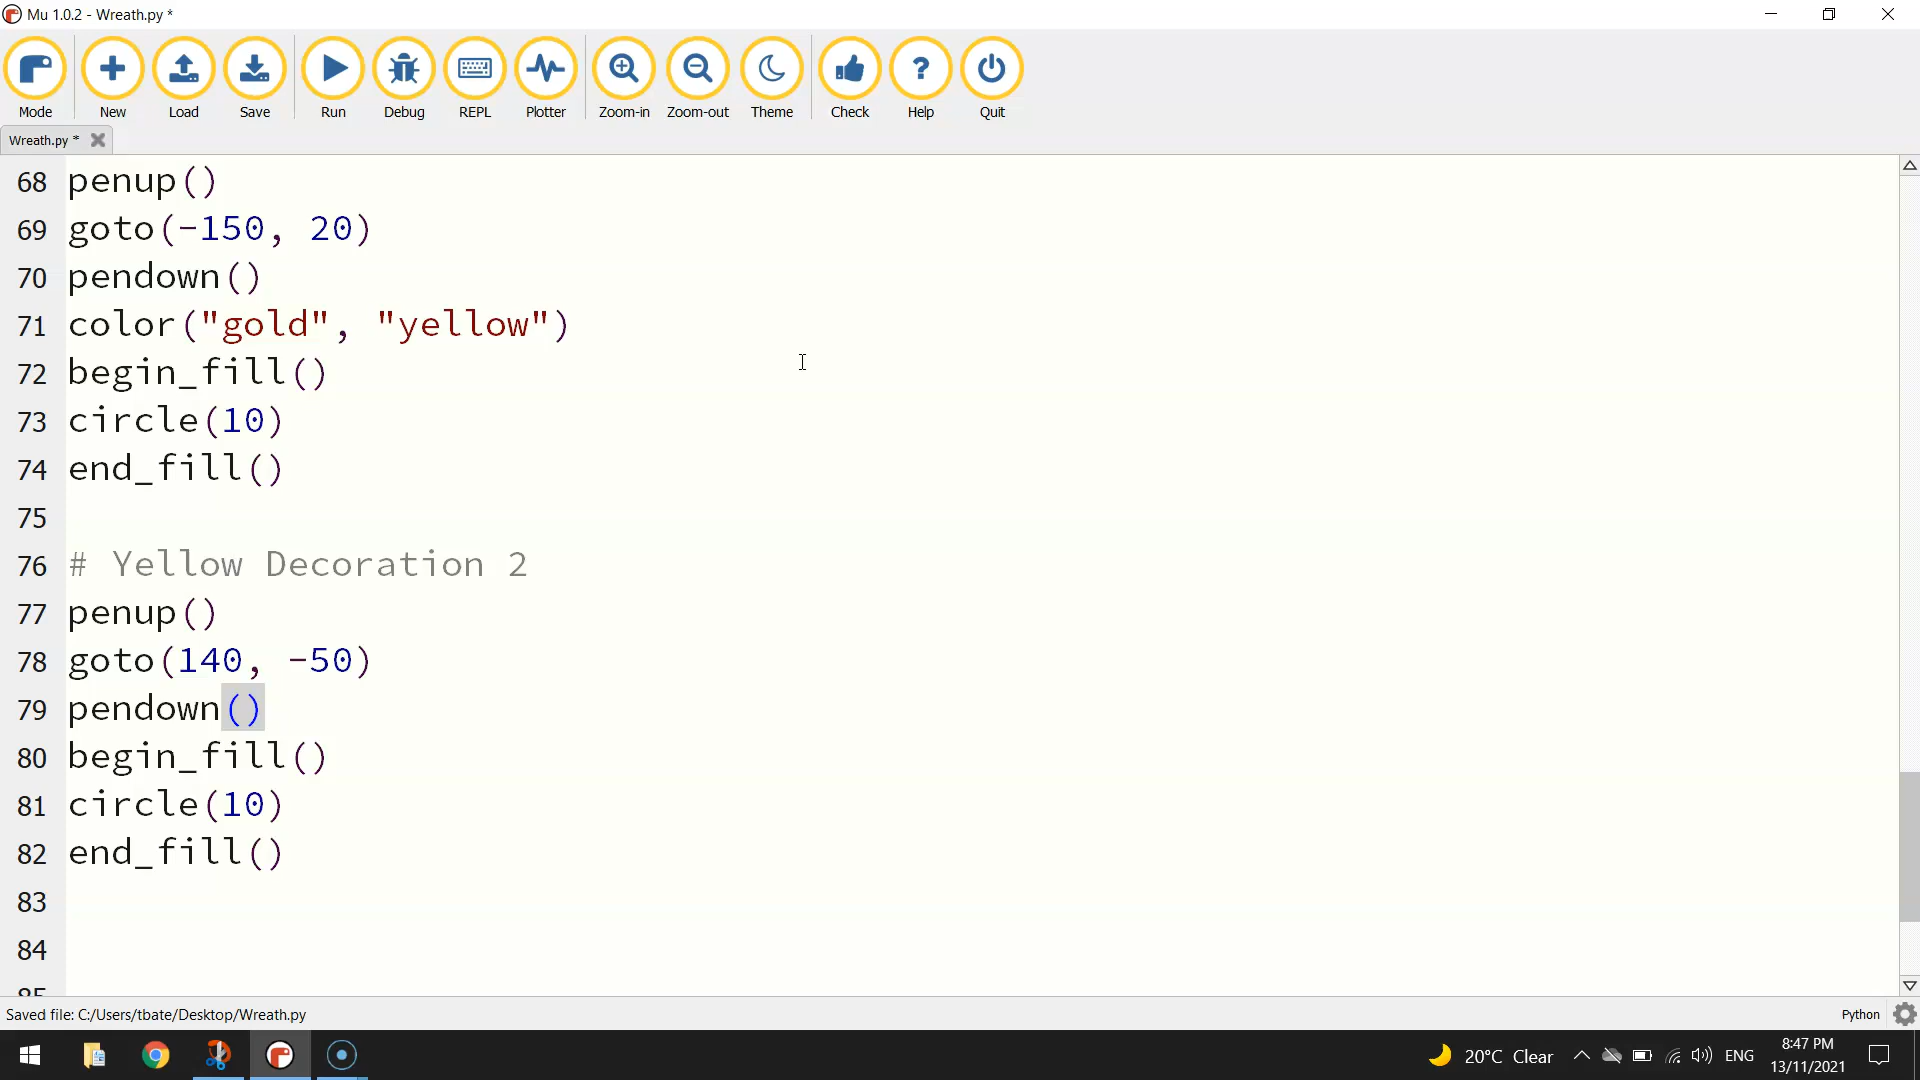 Mu 1.0.2 - Wreath.py *
Mode New Load Save Run Debug REPL Plotter Zoom-in Zoom-out Theme Check Help Quit
Wreath.py *
68 penup()
69 goto(-150, 20)
70 pendown()
71 color("gold", "yellow")
72 begin_fill()
73 circle(10)
74 end_fill()
75
76 # Yellow Decoration 2
77 penup()
78 goto(140, -50)
79 pendown()
80 begin_fill()
81 circle(10)
82 end_fill()
83
84
85
Saved file: C:/Users/tbate/Desktop/Wreath.py Python
20°C Clear ENG 8:47 PM
13/11/2021